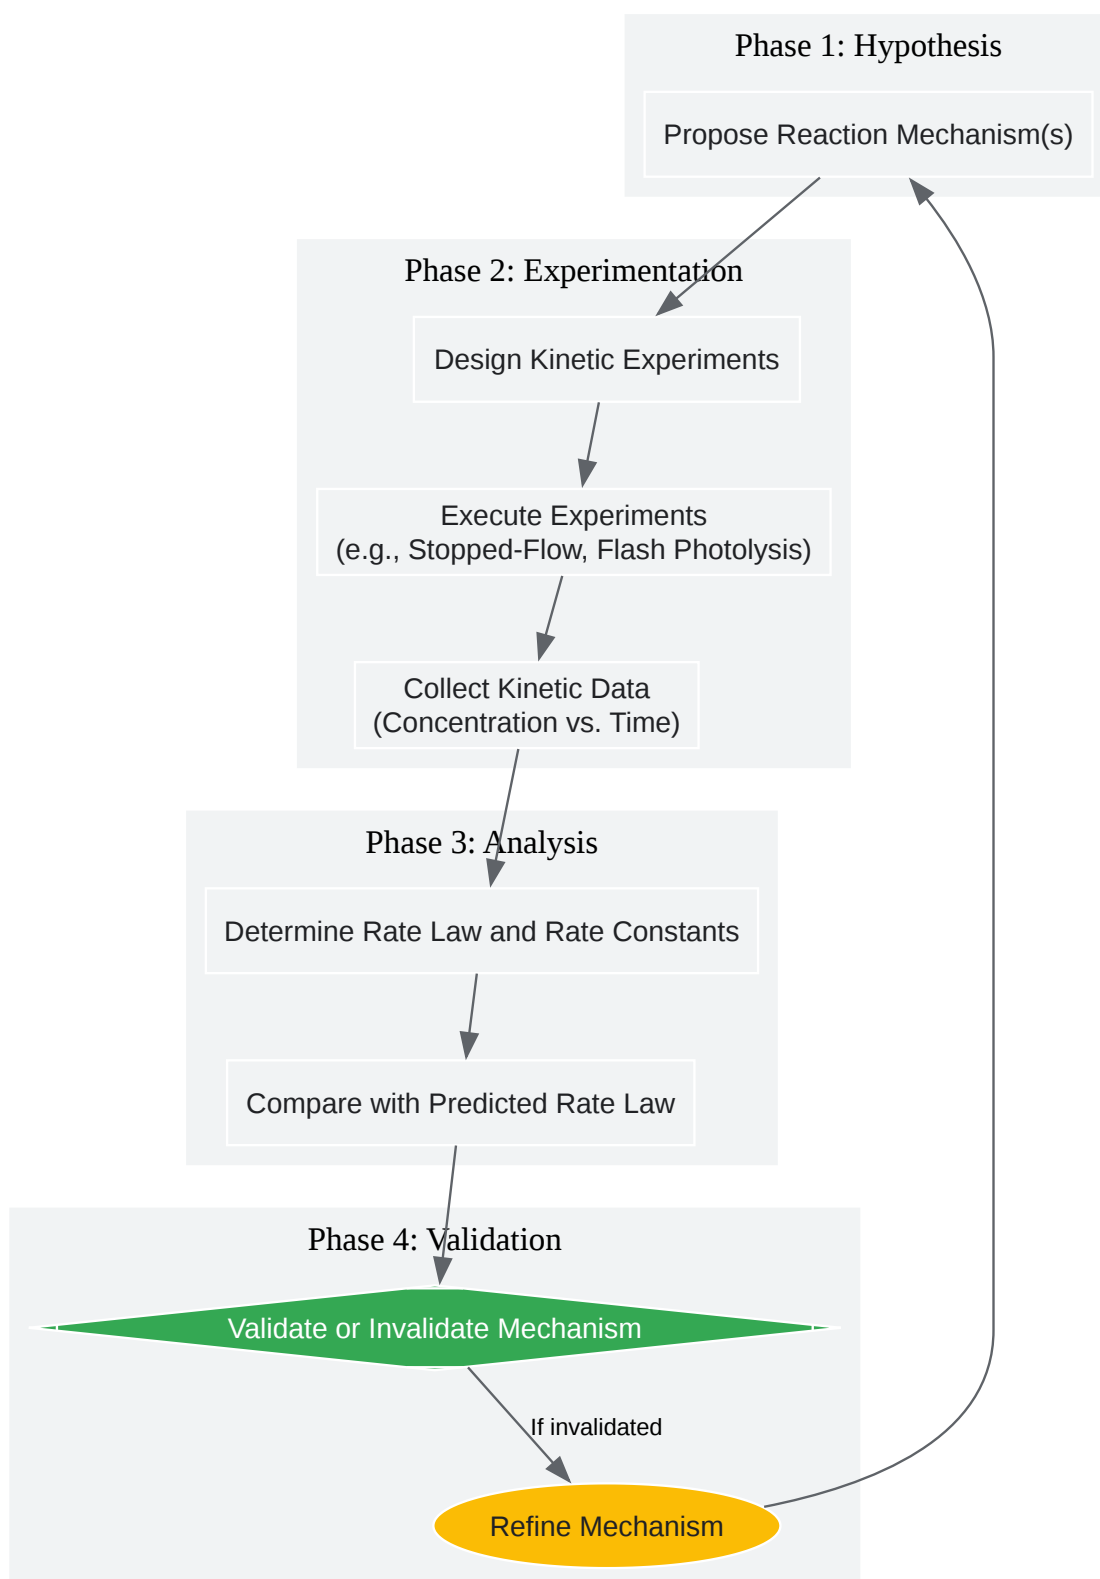 Phase 1: Hypothesis
Propose Reaction Mechanism(s)
Phase 2: Experimentation
Design Kinetic Experiments
Execute Experiments
(e.g., Stopped-Flow, Flash Photolysis)
Collect Kinetic Data
(Concentration vs. Time)
Phase 3: Analysis
Determine Rate Law and Rate Constants
Compare with Predicted Rate Law
Phase 4: Validation
Validate or Invalidate Mechanism
If invalidated
Refine Mechanism